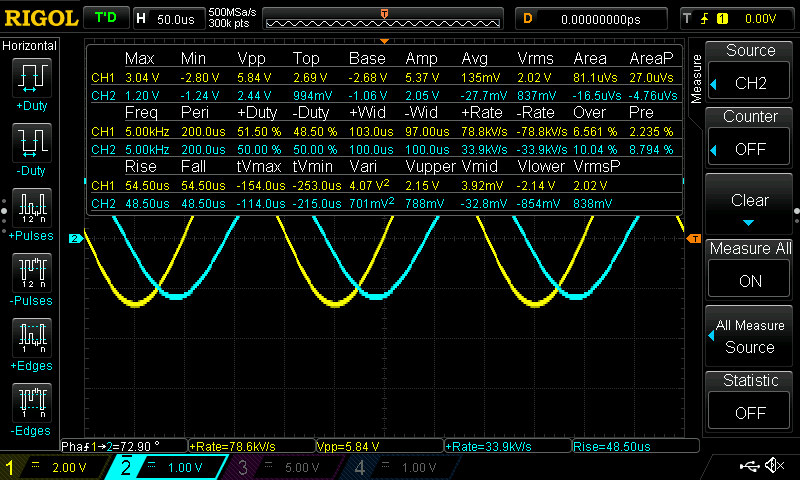 RIGOL T'D H 50.0us 500MSa/s 300k pts T D 0.00000000ps T 1 0.00V
Horizontal
+Duty
-Duty
+Pulses
-Pulses
+Edges
-Edges
Max Min Vpp Top Base Amp Avg Vrms Area AreaP
CH1 3.04 V -2.80 V 5.84 V 2.69 V -2.68 V 5.37 V 135mV 2.02 V 81.1uVs 27.0uVs
CH2 1.20 V -1.24 V 2.44 V 994mV -1.06 V 2.05 V -27.7mV 837mV -16.5uVs -4.76uVs
Freq Peri +Duty -Duty +Wid -Wid +Rate -Rate Over Pre
CH1 5.00kHz 200.0us 51.50 % 48.50 % 103.0us 97.00us 78.8kV/s -78.8kV/s 6.561 % 2.235 %
CH2 5.00kHz 200.0us 50.00 % 50.00 % 100.0us 100.0us 33.9kV/s -33.9kV/s 10.04 % 8.794 %
Rise Fall tVmax tVmin Vari Vupper Vmid Vlower VrmsP
CH1 54.50us 54.50us -154.0us -253.0us 4.07 V² 2.15 V 3.92mV -2.14 V 2.02 V
CH2 48.50us 48.50us -114.0us -215.0us 701mV² 788mV -32.8mV -854mV 838mV
2
T
Measure
Source
CH2
Counter
OFF
Clear
Measure All
ON
All Measure
Source
Statistic
OFF
Phaƒ1→2=72.90 ° +Rate=78.6kV/s Vpp=5.84 V +Rate=33.9kV/s Rise=48.50us
1 2.00 V 2 1.00 V 3 5.00 V 4 1.00 V